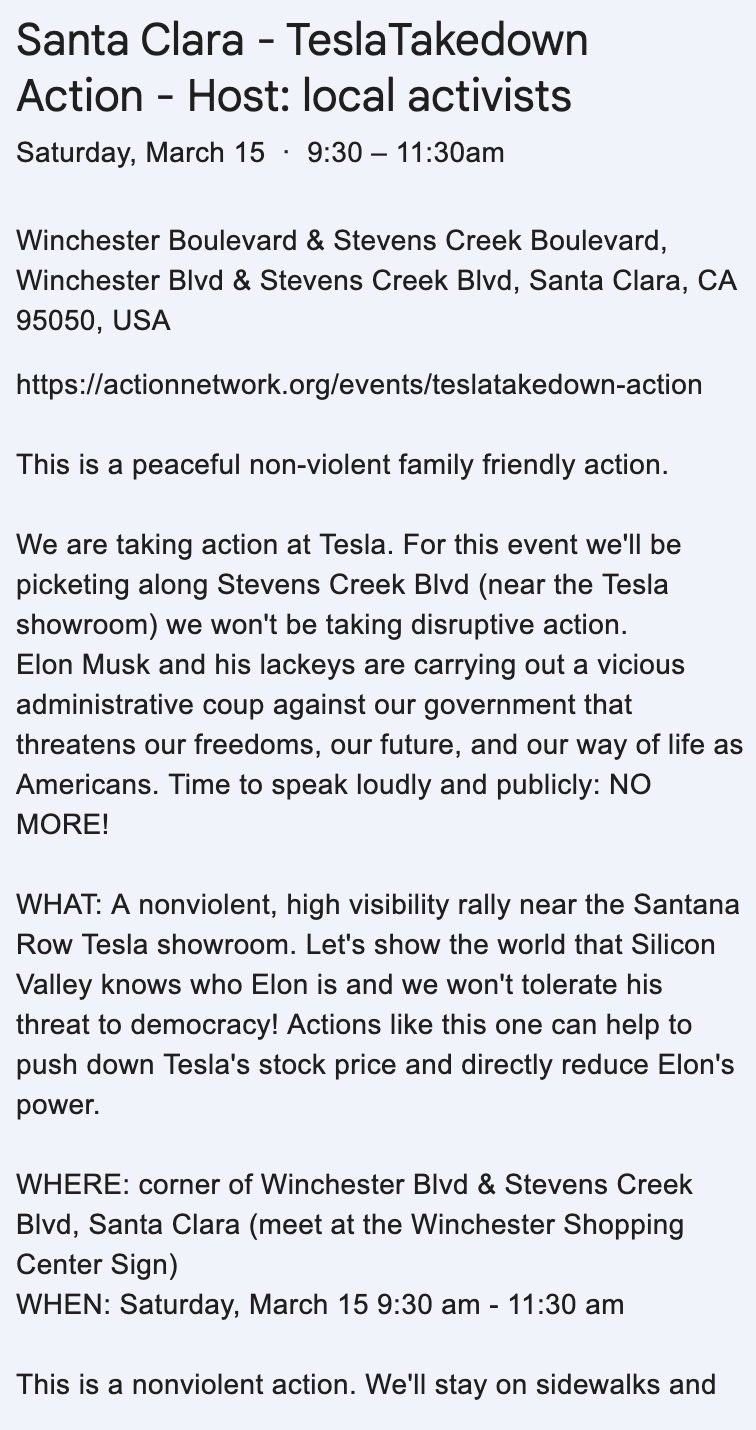 Santa Clara - TeslaTakedown
Action - Host: local activists
Saturday, March 15 · 9:30 – 11:30am
Winchester Boulevard & Stevens Creek Boulevard,
Winchester Blvd & Stevens Creek Blvd, Santa Clara, CA
95050, USA
https://actionnetwork.org/events/teslatakedown-action
This is a peaceful non-violent family friendly action.
We are taking action at Tesla. For this event we'll be
picketing along Stevens Creek Blvd (near the Tesla
showroom) we won't be taking disruptive action.
Elon Musk and his lackeys are carrying out a vicious
administrative coup against our government that
threatens our freedoms, our future, and our way of life as
Americans. Time to speak loudly and publicly: NO
MORE!
WHAT: A nonviolent, high visibility rally near the Santana
Row Tesla showroom. Let's show the world that Silicon
Valley knows who Elon is and we won't tolerate his
threat to democracy! Actions like this one can help to
push down Tesla's stock price and directly reduce Elon's
power.
WHERE: corner of Winchester Blvd & Stevens Creek
Blvd, Santa Clara (meet at the Winchester Shopping
Center Sign)
WHEN: Saturday, March 15 9:30 am - 11:30 am
This is a nonviolent action. We'll stay on sidewalks and